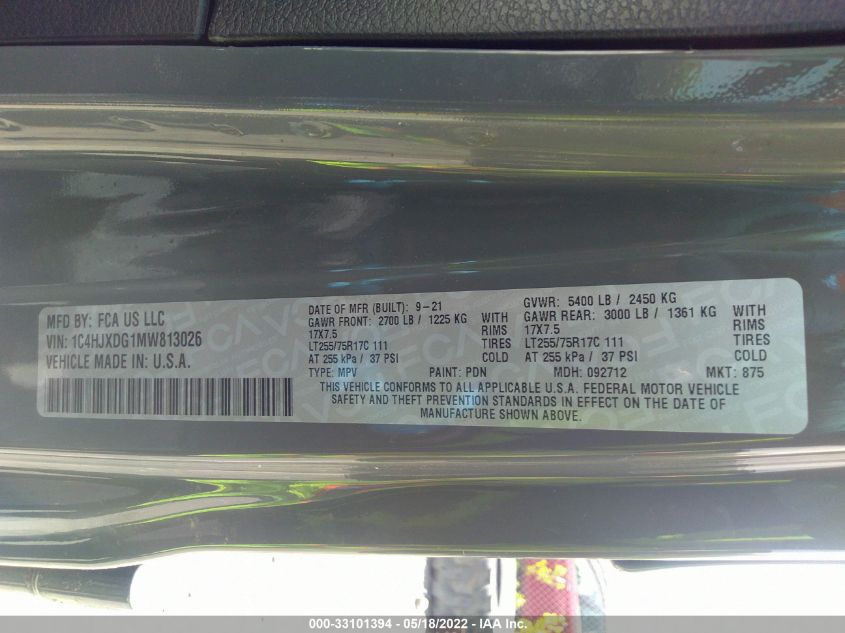 MFD BY: FCA US LLC
VIN: 1C4HJXDG1MW813026
VEHICLE MADE IN: U.S.A.
DATE OF MFR (BUILT): 9-21
GAWR FRONT: 2700 LB / 1225 KG WITH
17X7.5 RIMS
LT255/75R17C 111 TIRES
AT 255 kPa / 37 PSI COLD
GVWR: 5400 LB / 2450 KG
GAWR REAR: 3000 LB / 1361 KG WITH
17X7.5 RIMS
LT255/75R17C 111 TIRES
AT 255 kPa / 37 PSI COLD
TYPE: MPV PAINT: PDN MDH: 092712 MKT: 875
THIS VEHICLE CONFORMS TO ALL APPLICABLE U.S.A. FEDERAL MOTOR VEHICLE
SAFETY AND THEFT PREVENTION STANDARDS IN EFFECT ON THE DATE OF
MANUFACTURE SHOWN ABOVE.
000-33101394 - 05/18/2022 - IAA Inc.